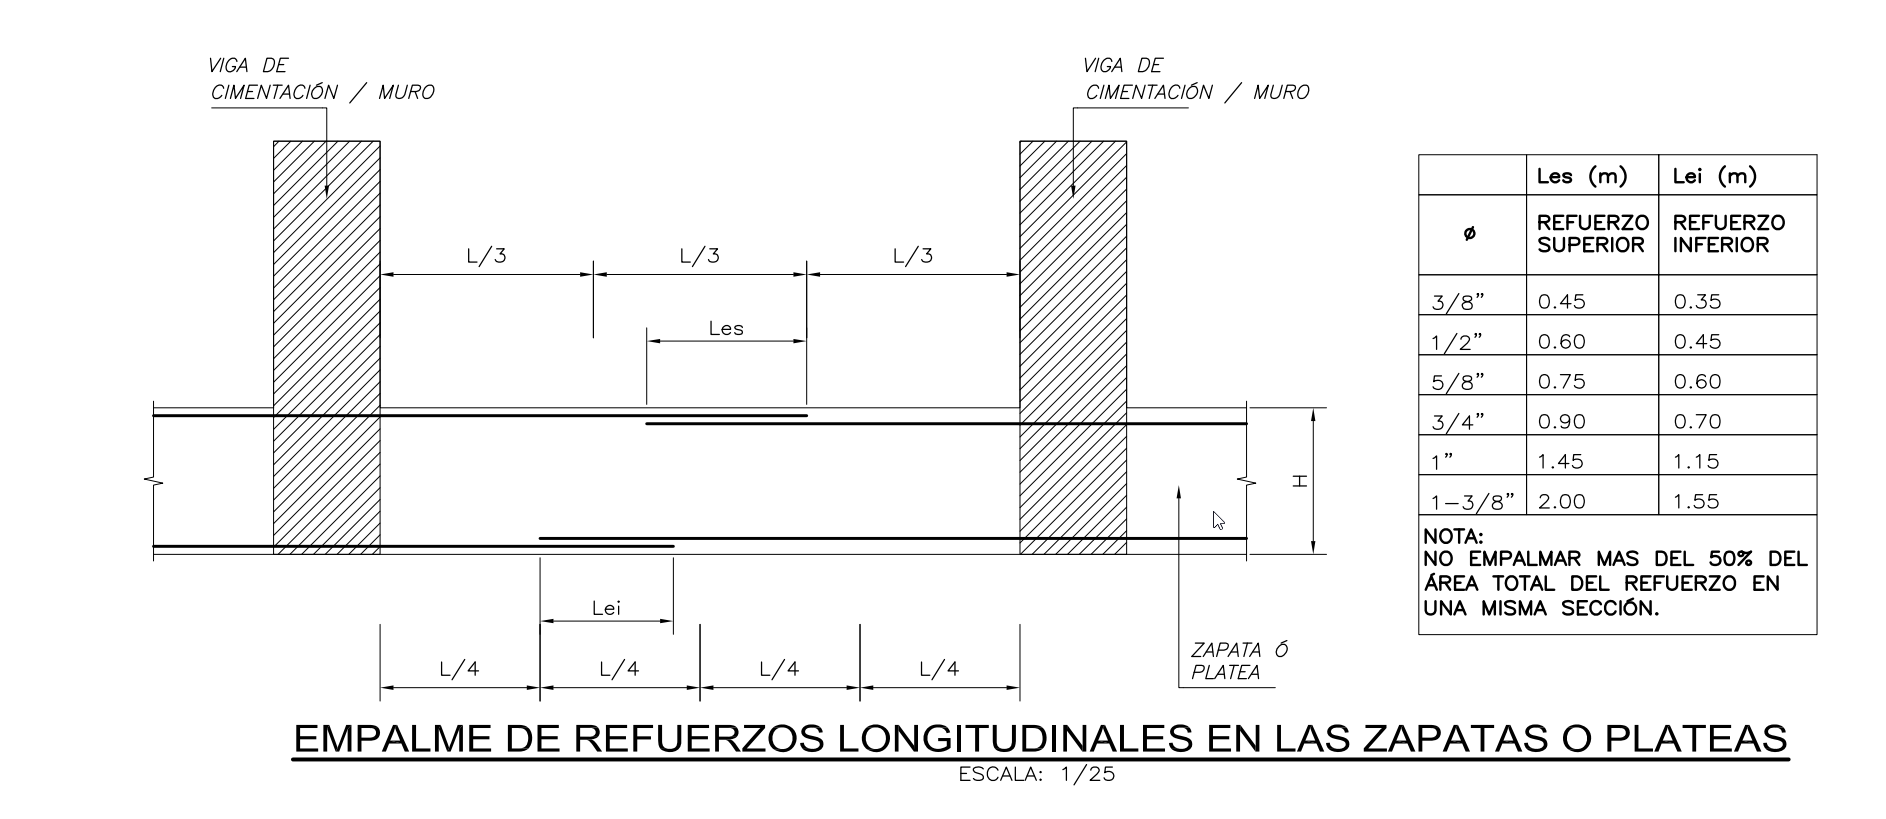 VIGA DE
CIMENTACIÓN / MURO
VIGA DE
CIMENTACIÓN / MURO
L/3
L/3
L/3
Les
H
Lei
L/4
L/4
L/4
L/4
ZAPATA Ó
PLATEA
Les (m)
Lei (m)
ø
REFUERZO
SUPERIOR
REFUERZO
INFERIOR
3/8" 0.45 0.35
1/2" 0.60 0.45
5/8" 0.75 0.60
3/4" 0.90 0.70
1" 1.45 1.15
1-3/8" 2.00 1.55
NOTA:
NO EMPALMAR MAS DEL 50% DEL
ÁREA TOTAL DEL REFUERZO EN
UNA MISMA SECCIÓN.
EMPALME DE REFUERZOS LONGITUDINALES EN LAS ZAPATAS O PLATEAS
ESCALA: 1/25